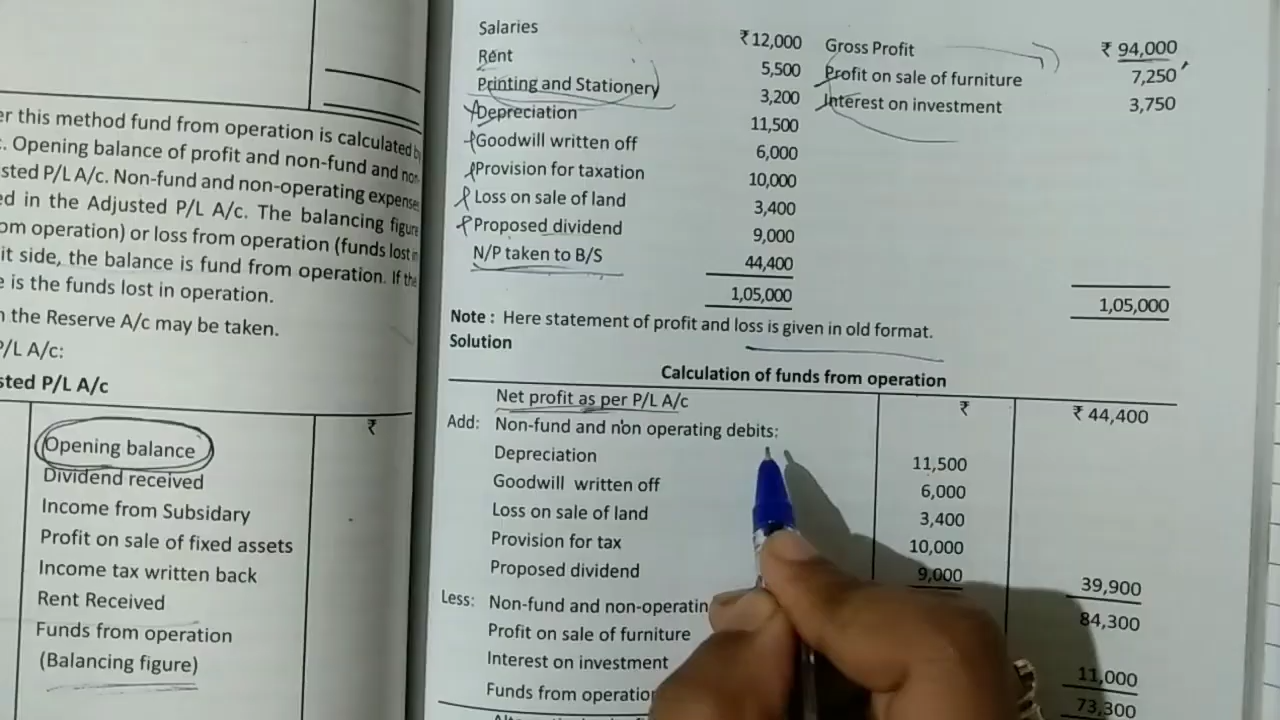 er this method fund from operation is calculated by
. Opening balance of profit and non-fund and non-
sted P/L A/c. Non-fund and non-operating expenses
ed in the Adjusted P/L A/c. The balancing figure
om operation) or loss from operation (funds lost in
it side, the balance is fund from operation. If the
e is the funds lost in operation.
n the Reserve A/c may be taken.
P/L A/c:
sted P/L A/c
₹
Opening balance
Dividend received
Income from Subsidary
Profit on sale of fixed assets
Income tax written back
Rent Received
Funds from operation
(Balancing figure)
Salaries ₹ 12,000 Gross Profit ₹ 94,000
Rent 5,500 Profit on sale of furniture 7,250
Printing and Stationery 3,200 Interest on investment 3,750
Depreciation 11,500
Goodwill written off 6,000
Provision for taxation 10,000
Loss on sale of land 3,400
Proposed dividend 9,000
N/P taken to B/S 44,400
1,05,000 1,05,000
Note : Here statement of profit and loss is given in old format.
Solution
Calculation of funds from operation
Net profit as per P/L A/c ₹ ₹ 44,400
Add: Non-fund and non operating debits:
Depreciation 11,500
Goodwill written off 6,000
Loss on sale of land 3,400
Provision for tax 10,000
Proposed dividend 9,000 39,900
84,300
Less: Non-fund and non-operatin
Profit on sale of furniture
Interest on investment 11,000
Funds from operatio 73,300